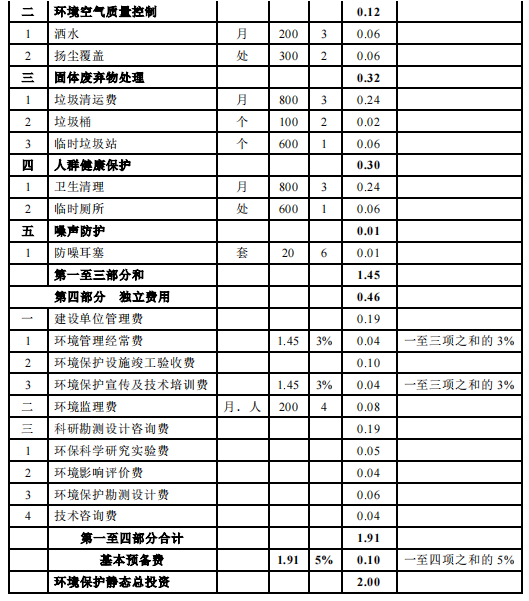 二 环境空气质量控制 0.12
1 洒水 月 200 3 0.06
2 扬尘覆盖 处 300 2 0.06
三 固体废弃物处理 0.32
1 垃圾清运费 月 800 3 0.24
2 垃圾桶 个 100 2 0.02
3 临时垃圾站 个 600 1 0.06
四 人群健康保护 0.30
1 卫生清理 月 800 3 0.24
2 临时厕所 处 600 1 0.06
五 噪声防护 0.01
1 防噪耳塞 套 20 6 0.01
第一至三部分和 1.45
第四部分 独立费用 0.46
一 建设单位管理费 0.19
1 环境管理经常费 1.45 3% 0.04 一至三项之和的 3%
2 环境保护设施竣工验收费 0.10
3 环境保护宣传及技术培训费 1.45 3% 0.04 一至三项之和的 3%
二 环境监理费 月．人 200 4 0.08
三 科研勘测设计咨询费 0.19
1 环保科学研究实验费 0.05
2 环境影响评价费 0.04
3 环境保护勘测设计费 0.06
4 技术咨询费 0.04
第一至四部分合计 1.91
基本预备费 1.91 5% 0.10 一至四项之和的 5%
环境保护静态总投资 2.00